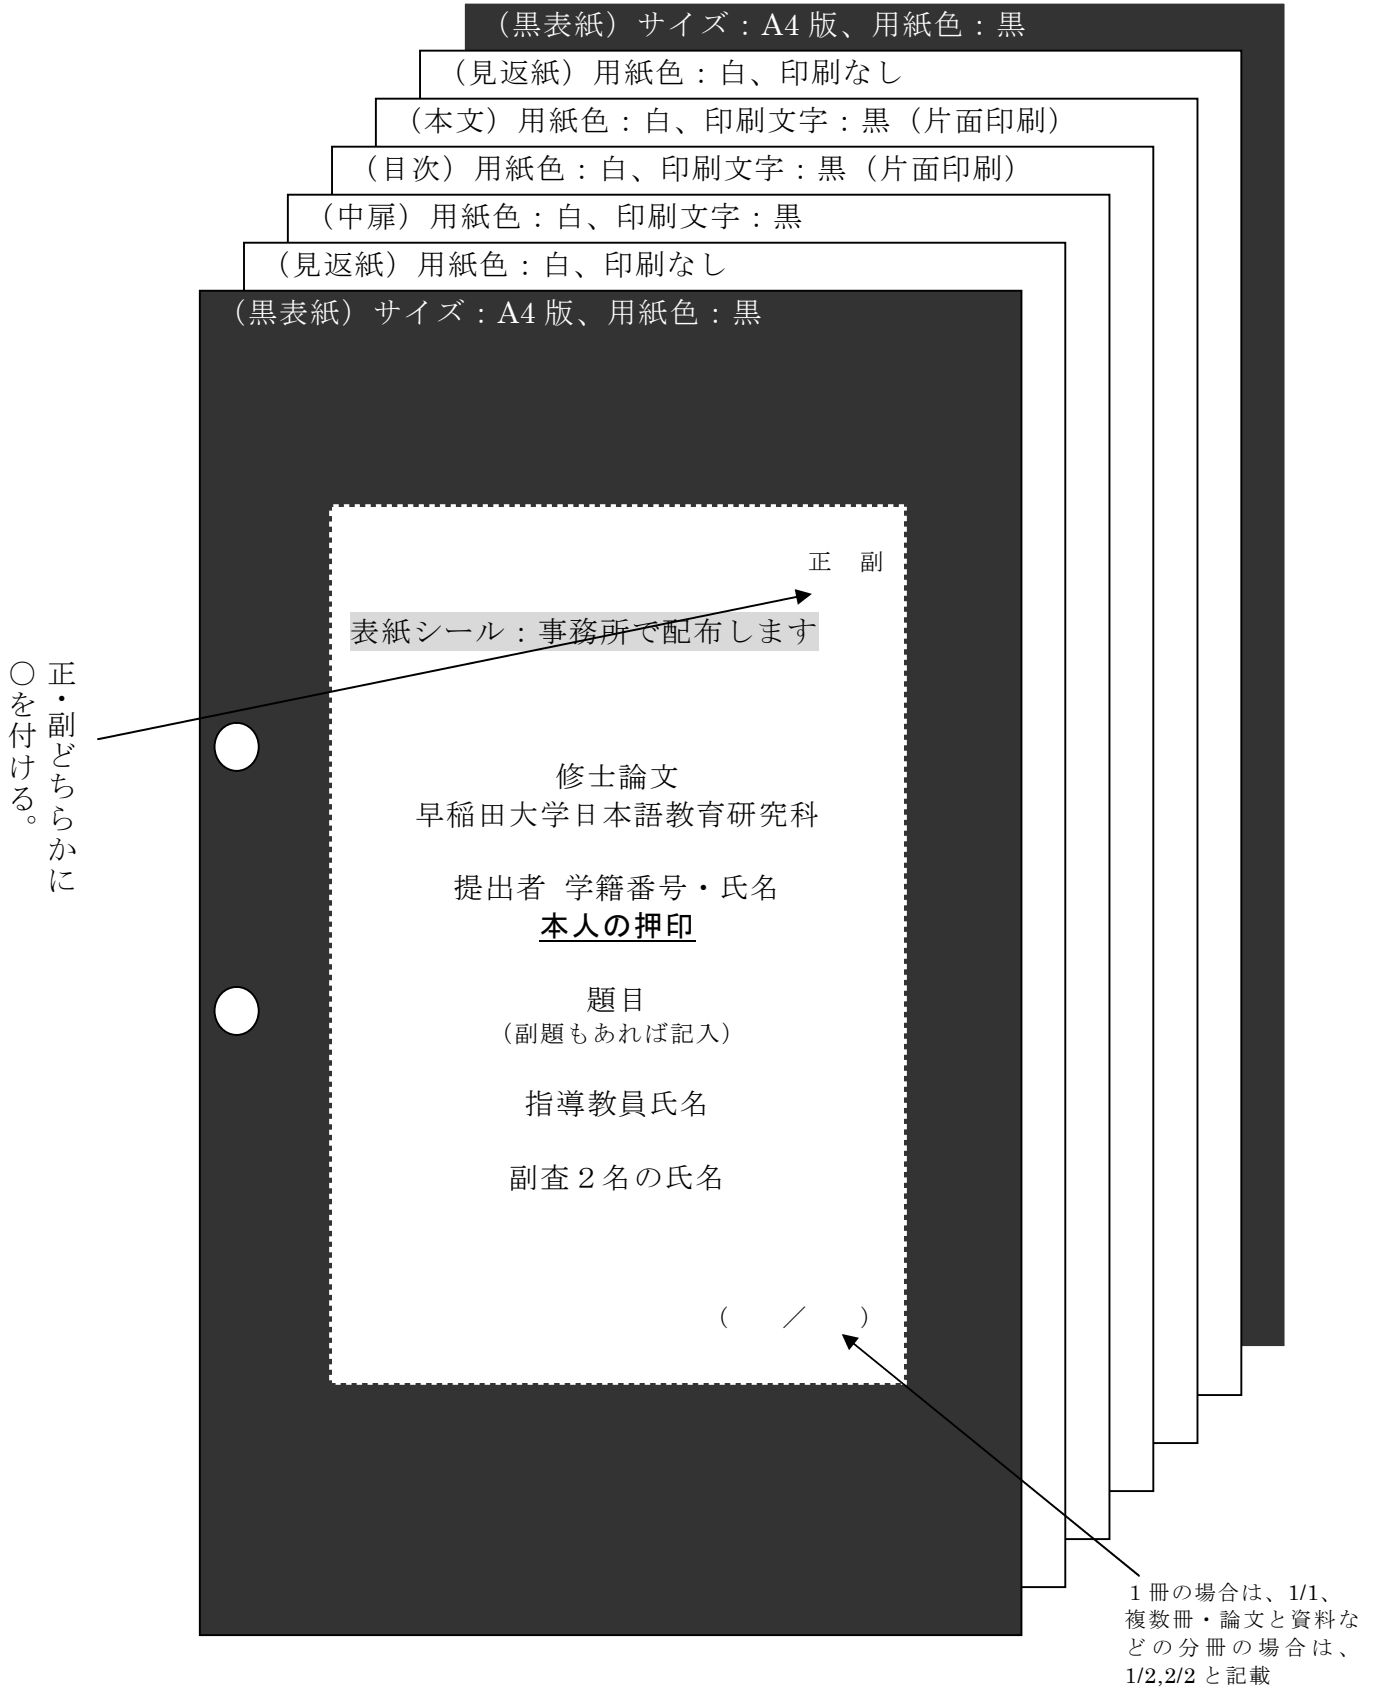 （黒表紙）サイズ：A4 版、用紙色：黒
（見返紙）用紙色：白、印刷なし
（本文）用紙色：白、印刷文字：黒（片面印刷）
（目次）用紙色：白、印刷文字：黒（片面印刷）
（中扉）用紙色：白、印刷文字：黒
（見返紙）用紙色：白、印刷なし
（黒表紙）サイズ：A4 版、用紙色：黒
正　副
表紙シール：事務所で配布します
正・副どちらかに
〇を付ける。
修士論文
早稲田大学日本語教育研究科
提出者 学籍番号・氏名
本人の押印
題目
（副題もあれば記入）
指導教員氏名
副査２名の氏名
（　　／　　）
１冊の場合は、1/1、
複数冊・論文と資料な
どの分冊の場合は、
1/2,2/2 と記載